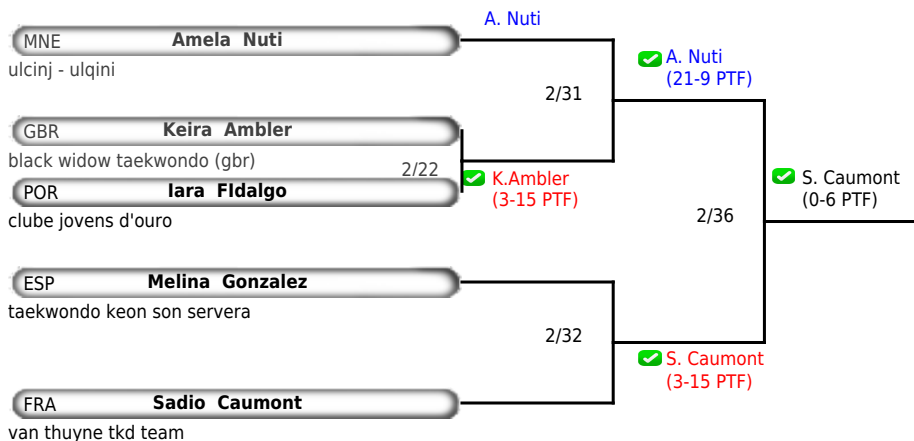 A. Nuti
MNE Amela Nuti
ulcinj - ulqini
A. Nuti
(21-9 PTF)
2/31
GBR Keira Ambler
black widow taekwondo (gbr)
2/22
K.Ambler
(3-15 PTF)
POR Iara FIdalgo
clube jovens d'ouro
S. Caumont
(0-6 PTF)
2/36
ESP Melina Gonzalez
taekwondo keon son servera
2/32
S. Caumont
(3-15 PTF)
FRA Sadio Caumont
van thuyne tkd team